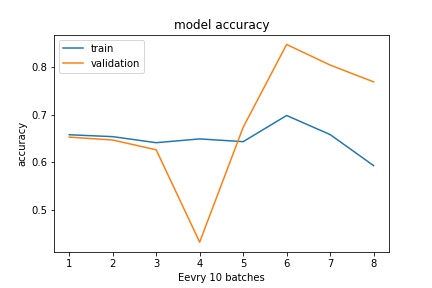 model accuracy
train
validation
accuracy
0.8
0.7
0.6
0.5
1 2 3 4 5 6 7 8
Eevry 10 batches